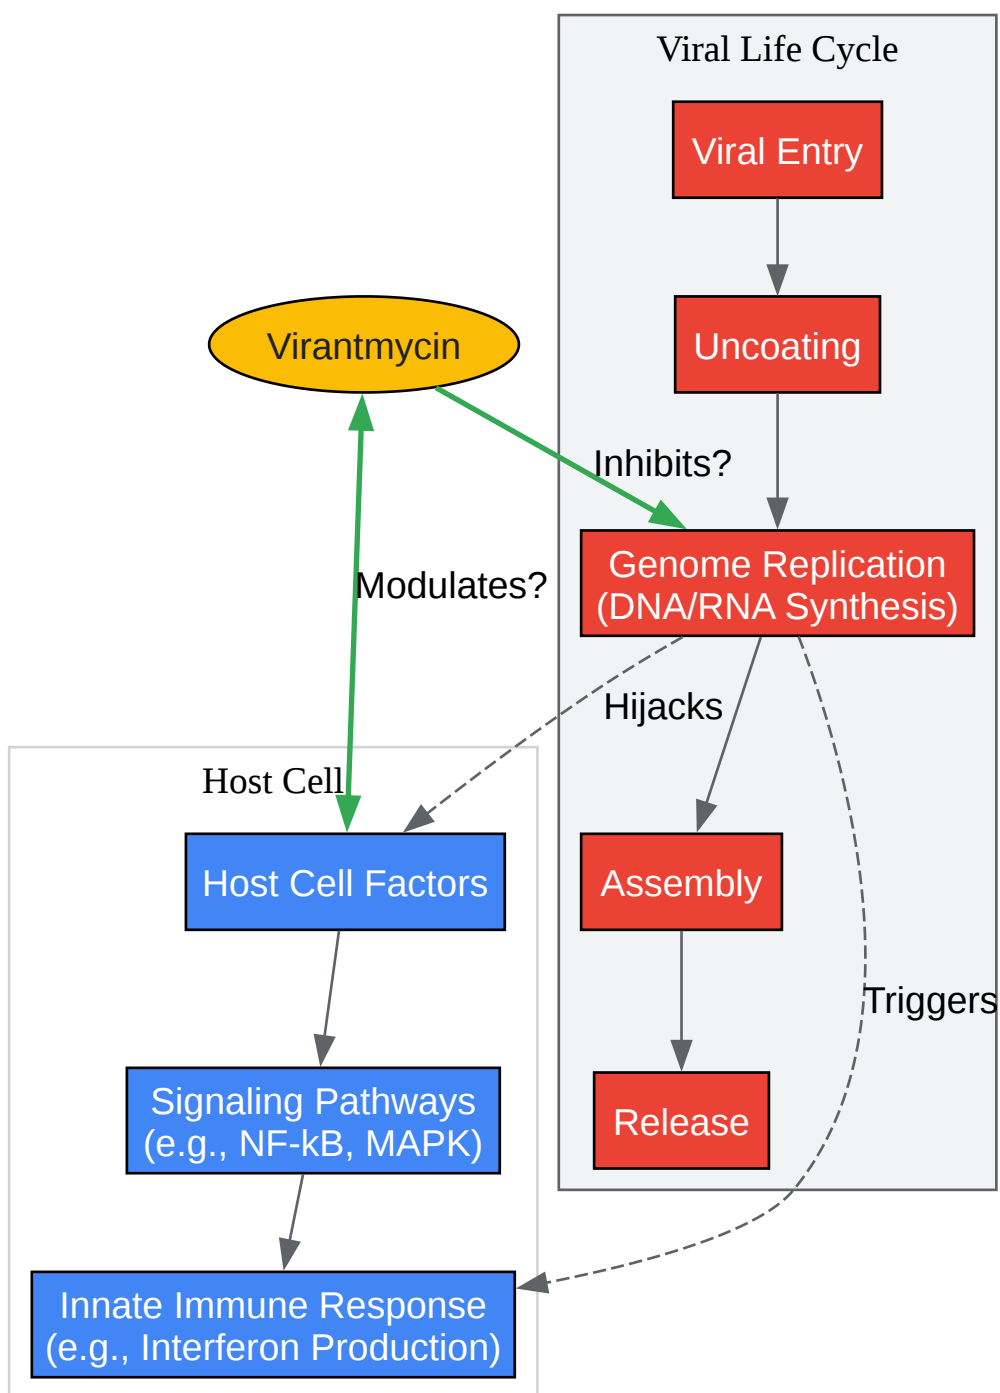 Viral Life Cycle
Viral Entry
Virantmycin
Uncoating
Inhibits?
Modulates?
Genome Replication
(DNA/RNA Synthesis)
Hijacks
Host Cell
Host Cell Factors
Assembly
Triggers
Signaling Pathways
(e.g., NF-kB, MAPK)
Release
Innate Immune Response
(e.g., Interferon Production)